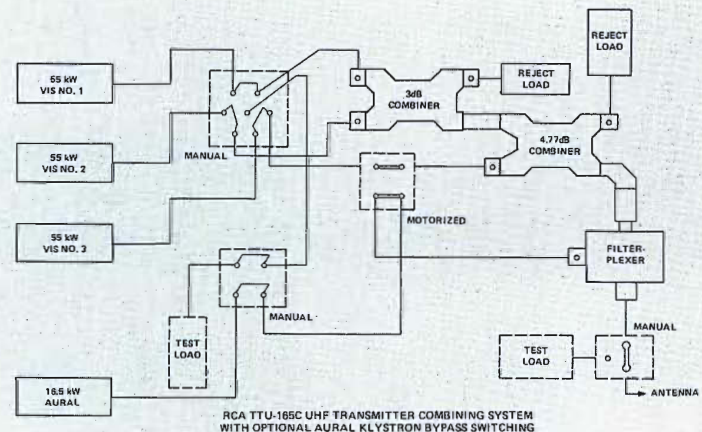 55 kW
VIS NO. 1
55 kW
VIS NO. 2
55 kW
VIS NO. 3
16.5 kW
AURAL
MANUAL
TEST
LOAD
MANUAL
3dB
COMBINER
REJECT
LOAD
REJECT
LOAD
4.77dB
COMBINER
MOTORIZED
FILTER-
PLEXER
MANUAL
TEST
LOAD
ANTENNA
RCA TTU-165C UHF TRANSMITTER COMBINING SYSTEM
WITH OPTIONAL AURAL KLYSTRON BYPASS SWITCHING